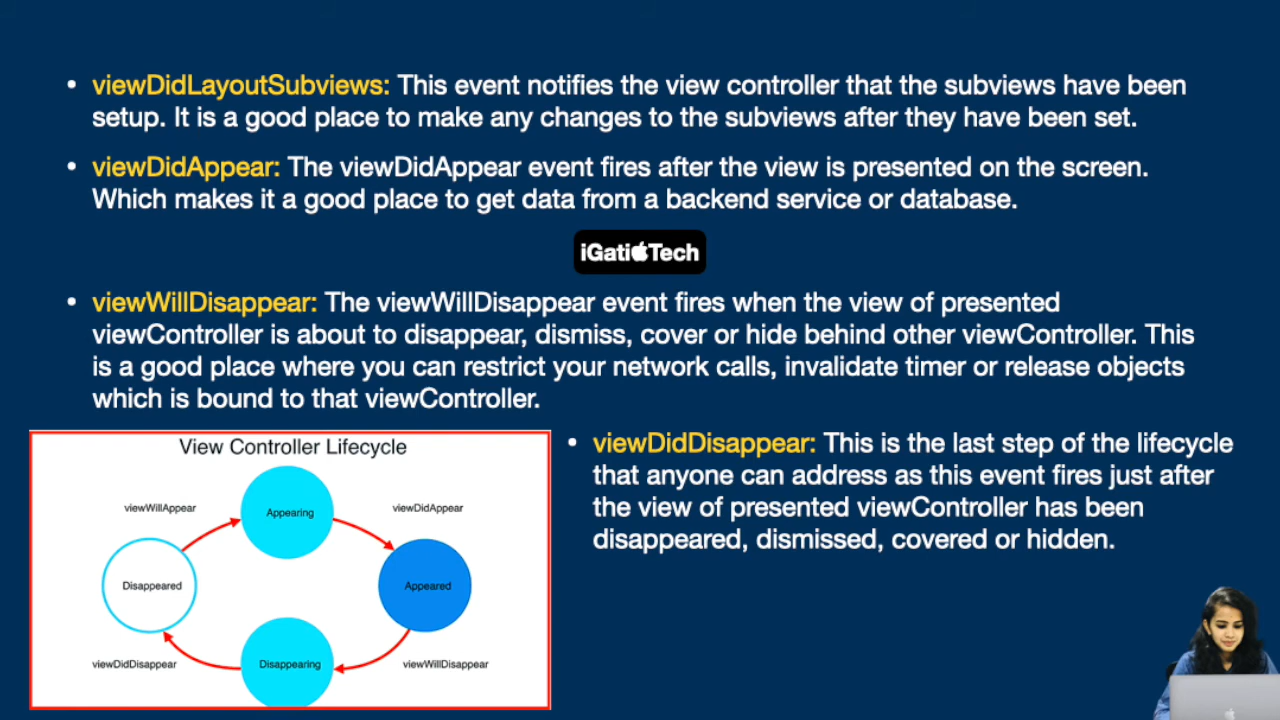 • viewDidLayoutSubviews: This event notifies the view controller that the subviews have been
setup. It is a good place to make any changes to the subviews after they have been set.
• viewDidAppear: The viewDidAppear event fires after the view is presented on the screen.
Which makes it a good place to get data from a backend service or database.
iGatiTech
• viewWillDisappear: The viewWillDisappear event fires when the view of presented
viewController is about to disappear, dismiss, cover or hide behind other viewController. This
is a good place where you can restrict your network calls, invalidate timer or release objects
which is bound to that viewController.
View Controller Lifecycle
viewWillAppear
Appearing
viewDidAppear
Disappeared
Appeared
viewDidDisappear
Disappearing
viewWillDisappear
• viewDidDisappear: This is the last step of the lifecycle
that anyone can address as this event fires just after
the view of presented viewController has been
disappeared, dismissed, covered or hidden.